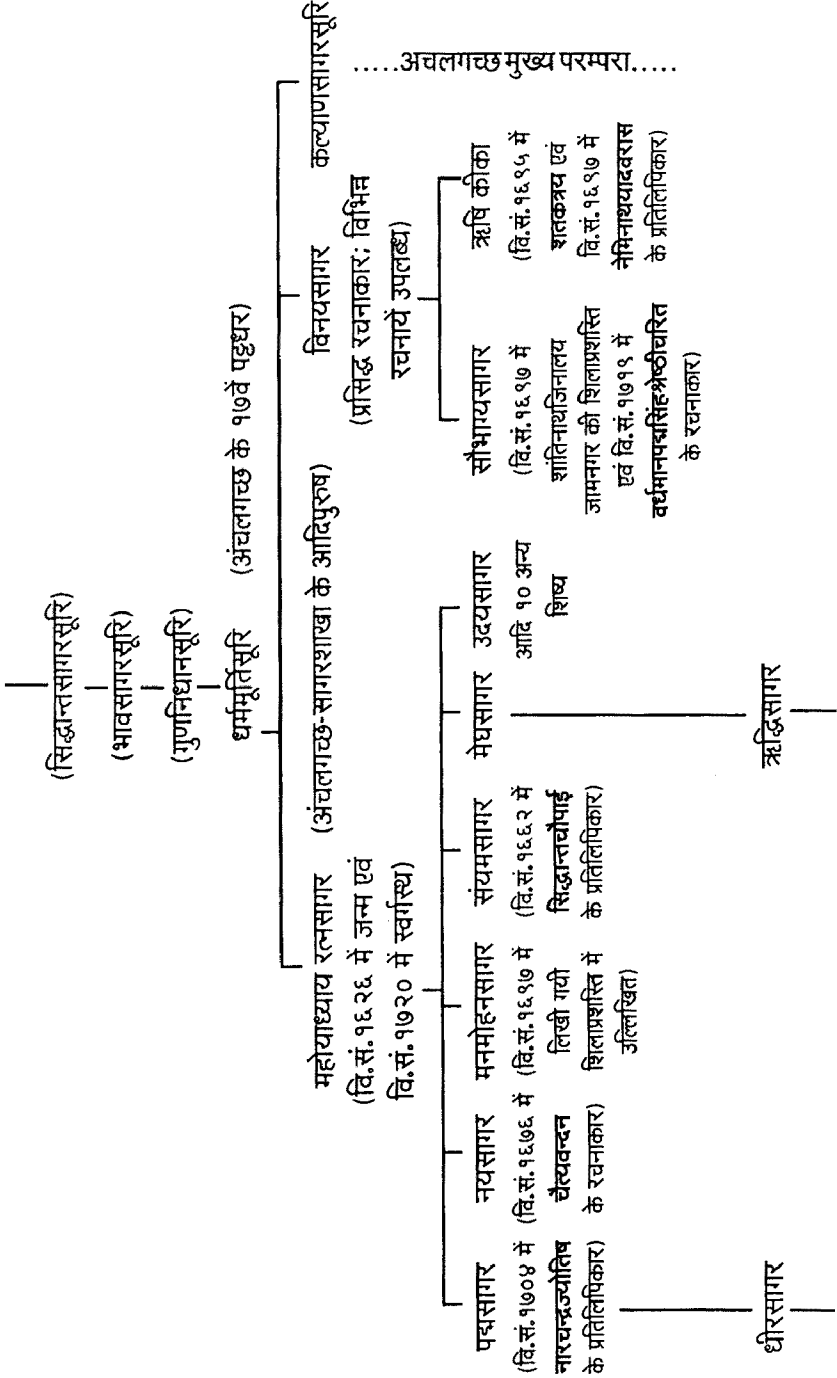 (सिद्धान्तसागरसूरि)
(भावसागरसूरि)
(गुणनिधानसूरि)
धर्ममूर्तिसूरि (अंचलगच्छ के १७वें पट्टधर)
महोयाध्याय रत्नसागर
(वि.सं.१६२६ में जन्म एवं
वि.सं.१७२० में स्वर्गस्थ)
(अंचलगच्छ-सागरशाखा के आदिपुरुष)
विनयसागर
(प्रसिद्ध रचनाकार; विभिन्न
रचनायें उपलब्ध)
कल्याणसागरसूरि
.....अचलगच्छ मुख्य परम्परा.....
पद्मसागर
(वि.सं.१७०४ में
नारचन्द्रज्योतिष
के प्रतिलिपिकार)
नयसागर
(वि.सं.१६७६ में
चैत्यवन्दन
के रचनाकार)
मनमोहनसागर
(वि.सं.१६९७ में
लिखी गयी
शिलाप्रशस्ति में
उल्लिखित)
संयमसागर
(वि.सं.१६६२ में
सिद्धान्तचौपाई
के प्रतिलिपिकार)
मेघसागर
उदयसागर
आदि १० अन्य
शिष्य
सौभाग्यसागर
(वि.सं.१६९७ में
शांतिनाथजिनालय
जामनगर की शिलाप्रशस्ति
एवं वि.सं.१७१९ में
वर्धमानपद्मसिंहश्रेष्ठीचरित
के रचनाकार)
ऋषि कीका
(वि.सं.१६९५ में
शतकत्रय एवं
वि.सं.१६९७ में
नेमिनाथयादवरास
के प्रतिलिपिकार)
धीरसागर
ऋद्धिसागर